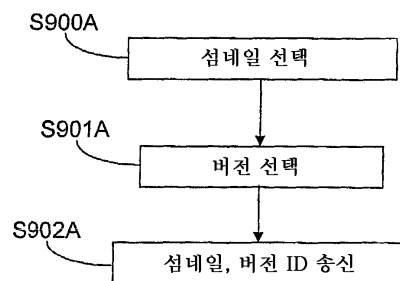 S900A
섬네일 선택
S901A
버전 선택
S902A
섬네일, 버전 ID 송신